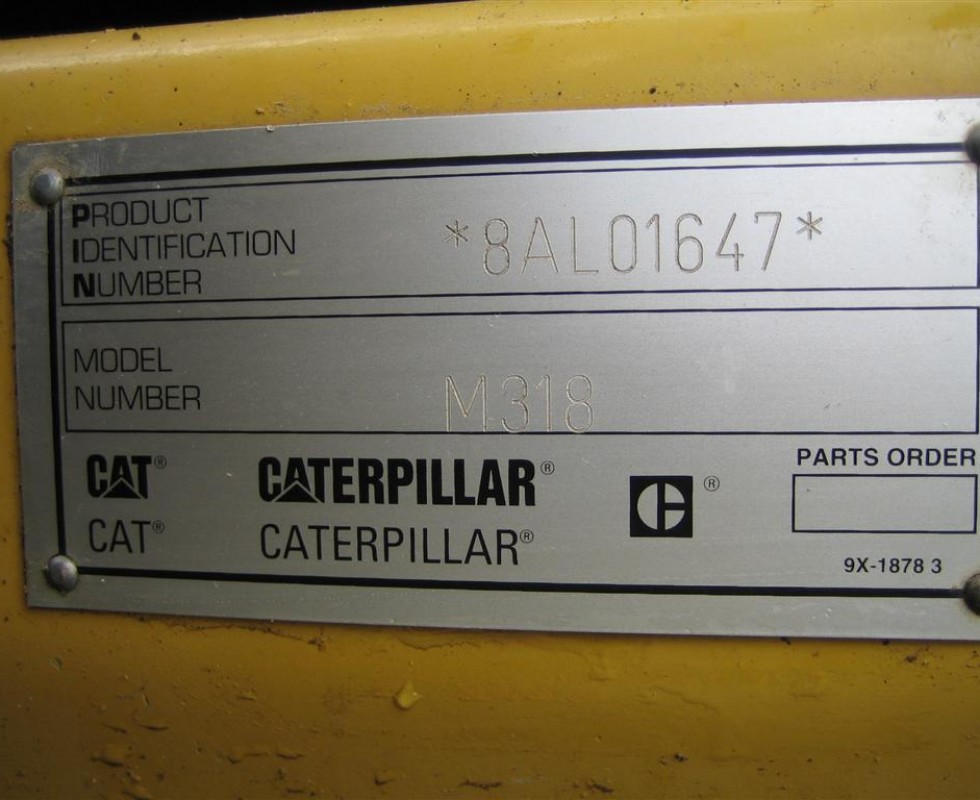 PRODUCT
IDENTIFICATION
NUMBER
*8AL01647*
MODEL
NUMBER
M318
CAT® CATERPILLAR® ®
CAT® CATERPILLAR®
PARTS ORDER
9X-1878 3